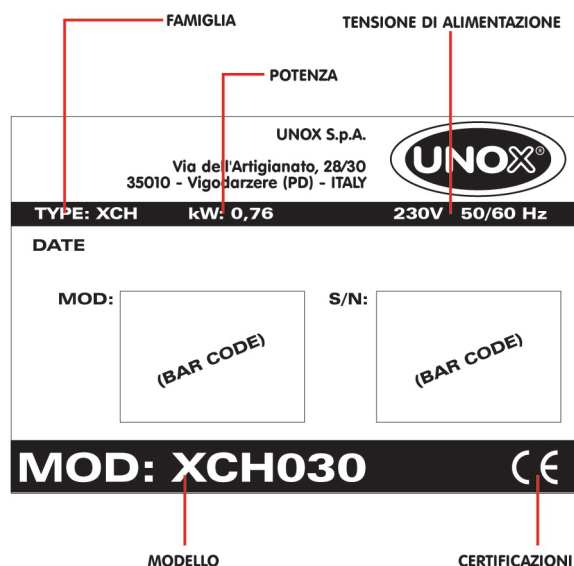 FAMIGLIA TENSIONE DI ALIMENTAZIONE
POTENZA
UNOX S.p.A.
Via dell'Artigianato, 28/30
35010 - Vigodarzere (PD) - ITALY
UNOX®
TYPE: XCH kW: 0,76 230V 50/60 Hz
DATE
MOD: S/N:
(BAR CODE) (BAR CODE)
MOD: XCH030 CE
MODELLO CERTIFICAZIONI